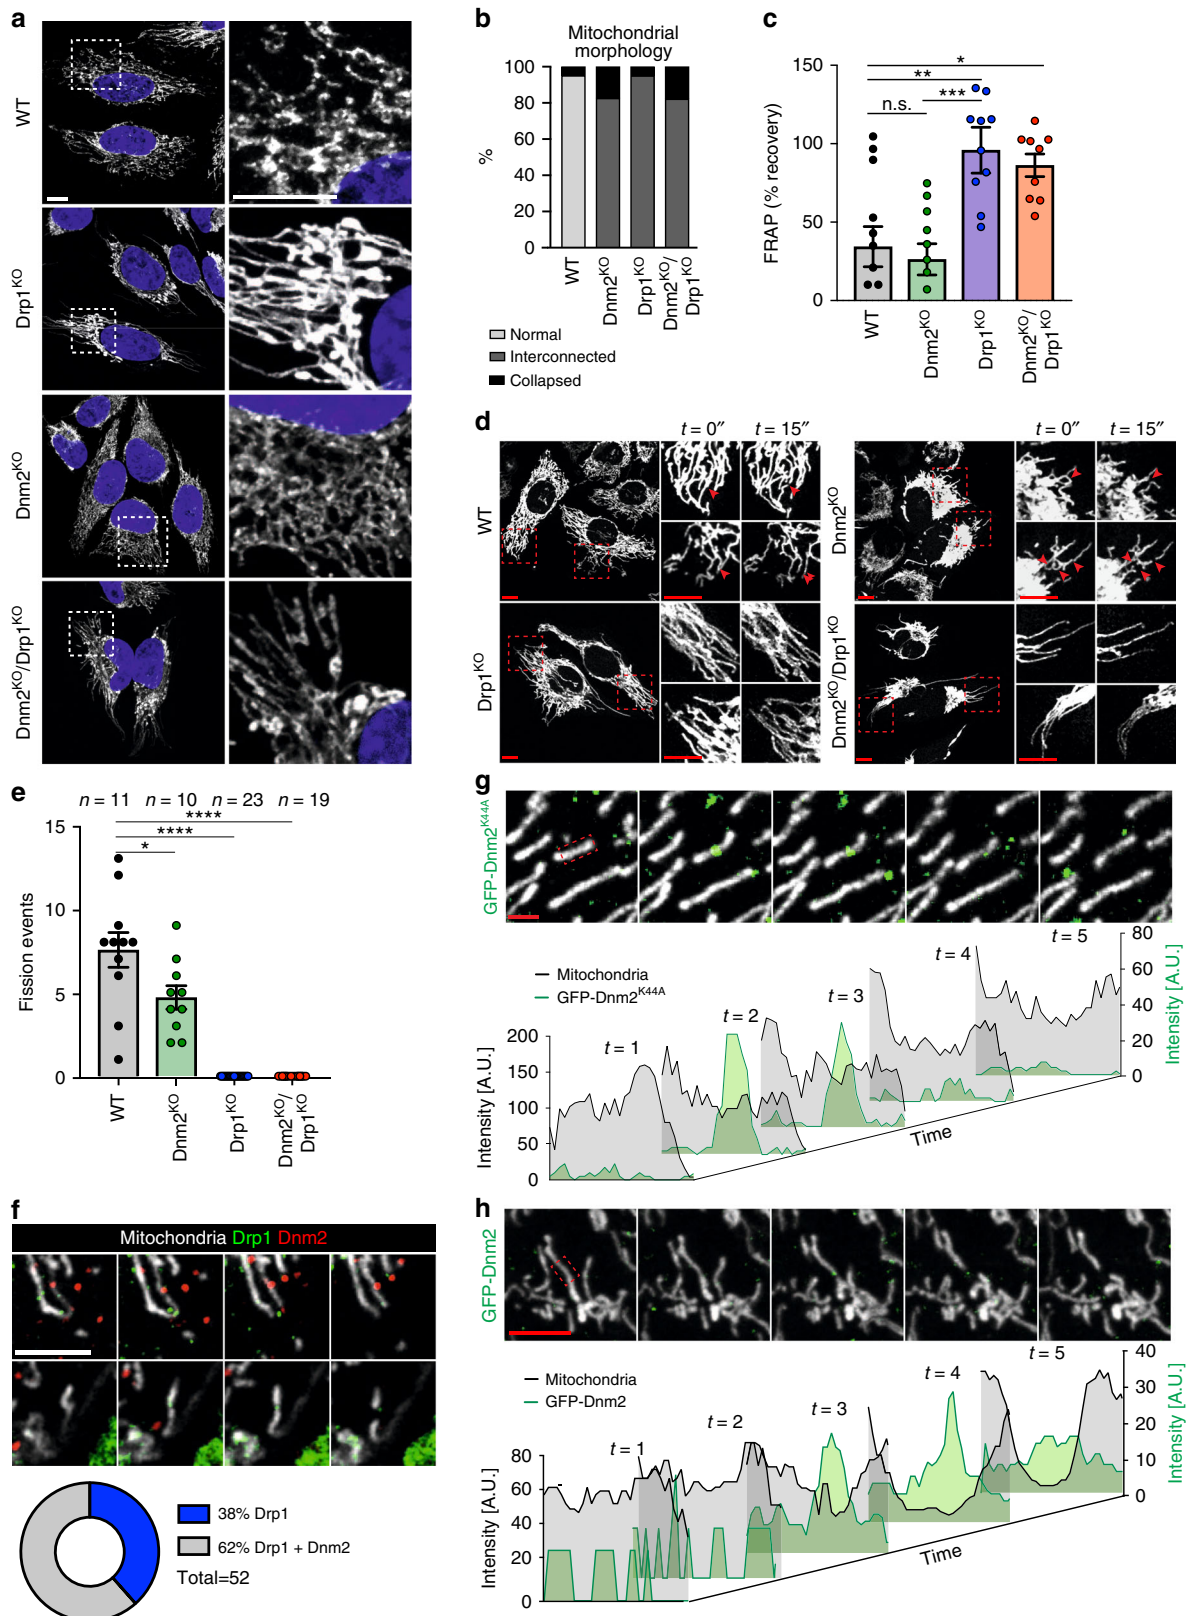 a
WT
Drp1KO
Dnm2KO
Dnm2KO/Drp1KO
b
Mitochondrial
morphology
100
80
60
40
20
0
%
WT
Dnm2KO
Drp1KO
Dnm2KO/
Drp1KO
Normal
Interconnected
Collapsed
c
*
**
***
n.s.
150
100
50
0
FRAP (% recovery)
WT
Dnm2KO
Drp1KO
Dnm2KO/
Drp1KO
d
t = 0″ t = 15″
t = 0″ t = 15″
WT
Dnm2KO
Drp1KO
Dnm2KO/Drp1KO
e
n = 11 n = 10 n = 23 n = 19
****
****
*
15
10
5
0
Fission events
WT
Dnm2KO
Drp1KO
Dnm2KO/
Drp1KO
f
Mitochondria Drp1 Dnm2
38% Drp1
62% Drp1 + Dnm2
Total=52
g
GFP-Dnm2K44A
Mitochondria
GFP-Dnm2K44A
t = 1
t = 2
t = 3
t = 4
t = 5
200
150
100
50
0
Intensity [A.U.]
80
60
40
20
0
Intensity [A.U.]
Time
h
GFP-Dnm2
Mitochondria
GFP-Dnm2
t = 1
t = 2
t = 3
t = 4
t = 5
80
60
40
20
0
Intensity [A.U.]
40
30
20
10
0
Intensity [A.U.]
Time